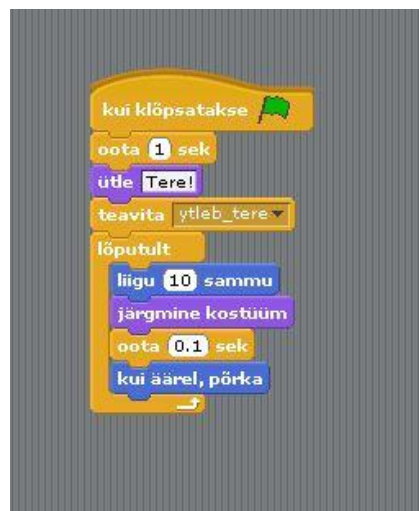 kui klõpsatakse
oota 1 sek
ütle Tere!
teavita ytleb_tere
lõputult
liigu 10 sammu
järgmine kostüüm
oota 0.1 sek
kui äärel, põrka